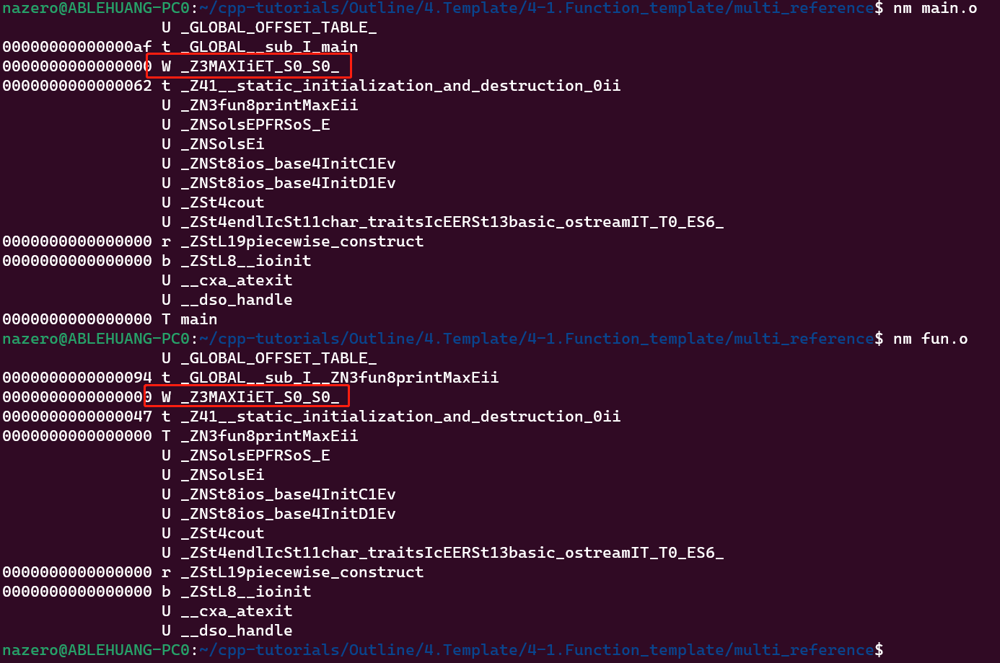 nazero@ABLEHUANG-PC0:~/cpp-tutorials/Outline/4.Template/4-1.Function_template/multi_reference$ nm main.o
                 U _GLOBAL_OFFSET_TABLE_
00000000000000af t _GLOBAL__sub_I_main
0000000000000000 W _Z3MAXIiET_S0_S0_
0000000000000062 t _Z41__static_initialization_and_destruction_0ii
                 U _ZN3fun8printMaxEii
                 U _ZNSolsEPFRSoS_E
                 U _ZNSolsEi
                 U _ZNSt8ios_base4InitC1Ev
                 U _ZNSt8ios_base4InitD1Ev
                 U _ZSt4cout
                 U _ZSt4endlIcSt11char_traitsIcEERSt13basic_ostreamIT_T0_ES6_
0000000000000000 r _ZStL19piecewise_construct
0000000000000000 b _ZStL8__ioinit
                 U __cxa_atexit
                 U __dso_handle
0000000000000000 T main
nazero@ABLEHUANG-PC0:~/cpp-tutorials/Outline/4.Template/4-1.Function_template/multi_reference$ nm fun.o
                 U _GLOBAL_OFFSET_TABLE_
0000000000000094 t _GLOBAL__sub_I__ZN3fun8printMaxEii
0000000000000000 W _Z3MAXIiET_S0_S0_
0000000000000047 t _Z41__static_initialization_and_destruction_0ii
0000000000000000 T _ZN3fun8printMaxEii
                 U _ZNSolsEPFRSoS_E
                 U _ZNSolsEi
                 U _ZNSt8ios_base4InitC1Ev
                 U _ZNSt8ios_base4InitD1Ev
                 U _ZSt4cout
                 U _ZSt4endlIcSt11char_traitsIcEERSt13basic_ostreamIT_T0_ES6_
0000000000000000 r _ZStL19piecewise_construct
0000000000000000 b _ZStL8__ioinit
                 U __cxa_atexit
                 U __dso_handle
nazero@ABLEHUANG-PC0:~/cpp-tutorials/Outline/4.Template/4-1.Function_template/multi_reference$